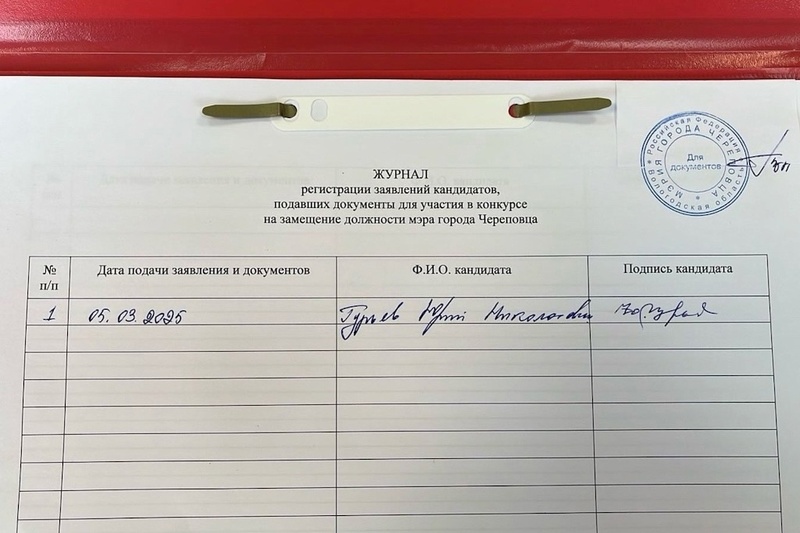 Российская Федерация
МЭРИЯ ГОРОДА ЧЕРЕПОВЦА
Вологодская область
Для
документов
ЖУРНАЛ
регистрации заявлений кандидатов,
подавших документы для участия в конкурсе
на замещение должности мэра города Череповца
№ п/п Дата подачи заявления и документов Ф.И.О. кандидата Подпись кандидата
1 05.03.2025 Гурьев Юрий Николаевич